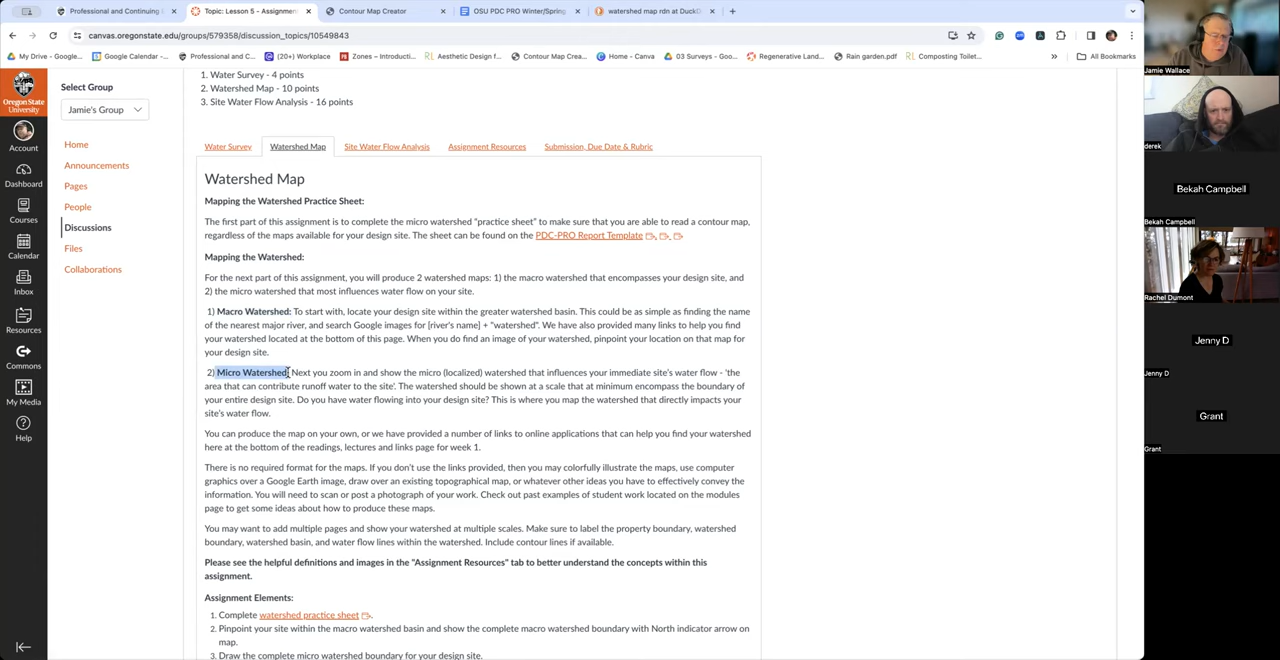 Professional and Continuing
Topic: Lesson 5 - Assignmen
Contour Map Creator
OSU PDC PRO Winter/Spring
watershed map rdn at DuckD
canvas.oregonstate.edu/groups/579358/discussion_topics/10549843
My Drive - Google...
Google Calendar -...
Professional and C...
(20+) Workplace
Zones – Introducti...
Aesthetic Design f...
Contour Map Crea...
Home - Canva
03 Surveys - Goo...
Regenerative Land...
Rain garden.pdf
Composting Toilet...
All Bookmarks
Oregon State
University
Account
Dashboard
Courses
Calendar
Inbox
Resources
Commons
My Media
Help
Select Group
Jamie's Group
Home
Announcements
Pages
People
Discussions
Files
Collaborations
1. Water Survey - 4 points
2. Watershed Map - 10 points
3. Site Water Flow Analysis - 16 points
Water Survey
Watershed Map
Site Water Flow Analysis
Assignment Resources
Submission, Due Date & Rubric
Watershed Map
Mapping the Watershed Practice Sheet:
The first part of this assignment is to complete the micro watershed “practice sheet” to make sure that you are able to read a contour map,
regardless of the maps available for your design site. The sheet can be found on the PDC-PRO Report Template
Mapping the Watershed:
For the next part of this assignment, you will produce 2 watershed maps: 1) the macro watershed that encompasses your design site, and
2) the micro watershed that most influences water flow on your site.
1) Macro Watershed: To start with, locate your design site within the greater watershed basin. This could be as simple as finding the name
of the nearest major river, and search Google images for [river's name] + "watershed". We have also provided many links to help you find
your watershed located at the bottom of this page. When you do find an image of your watershed, pinpoint your location on that map for
your design site.
2) Micro Watershed: Next you zoom in and show the micro (localized) watershed that influences your immediate site’s water flow - 'the
area that can contribute runoff water to the site'. The watershed should be shown at a scale that at minimum encompass the boundary of
your entire design site. Do you have water flowing into your design site? This is where you map the watershed that directly impacts your
site’s water flow.
You can produce the map on your own, or we have provided a number of links to online applications that can help you find your watershed
here at the bottom of the readings, lectures and links page for week 1.
There is no required format for the maps. If you don’t use the links provided, then you may colorfully illustrate the maps, use computer
graphics over a Google Earth image, draw over an existing topographical map, or whatever other ideas you have to effectively convey the
information. You will need to scan or post a photograph of your work. Check out past examples of student work located on the modules
page to get some ideas about how to produce these maps.
You may want to add multiple pages and show your watershed at multiple scales. Make sure to label the property boundary, watershed
boundary, watershed basin, and water flow lines within the watershed. Include contour lines if available.
Please see the helpful definitions and images in the "Assignment Resources" tab to better understand the concepts within this
assignment.
Assignment Elements:
1. Complete watershed practice sheet.
2. Pinpoint your site within the macro watershed basin and show the complete macro watershed boundary with North indicator arrow on
map.
3. Draw the complete micro watershed boundary for your design site.
Jamie Wallace
derek
Bekah Campbell
Bekah Campbell
Rachel Dumont
Jenny D
Jenny D
Grant
Grant